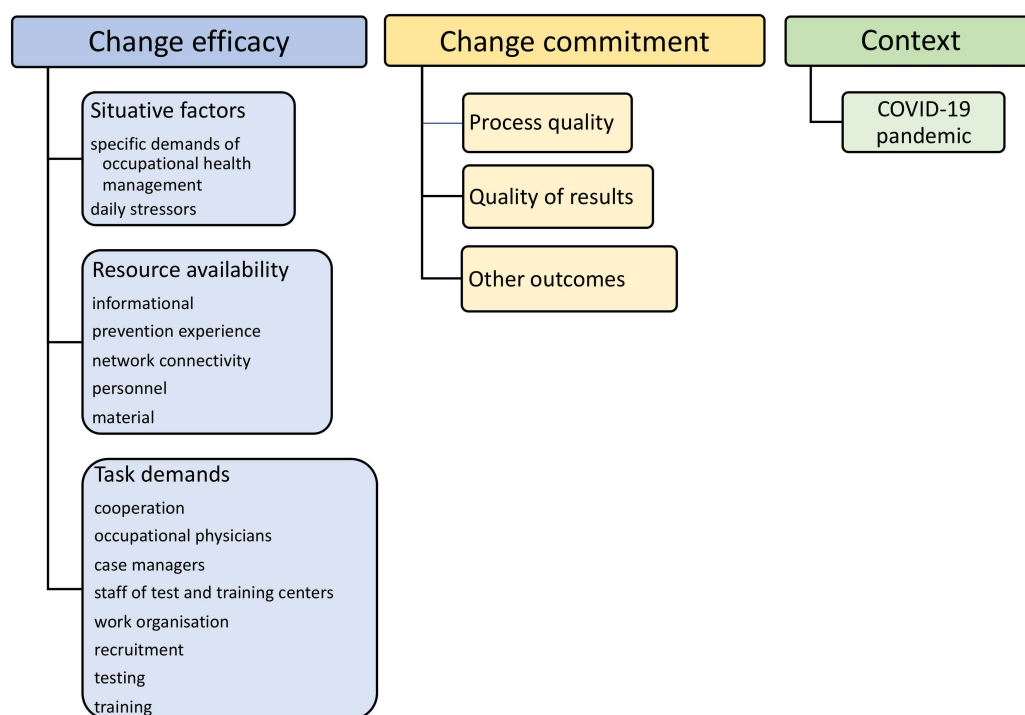 Change efficacy
Situative factors
specific demands of
occupational health
management
daily stressors
Resource availability
informational
prevention experience
network connectivity
personnel
material
Task demands
cooperation
occupational physicians
case managers
staff of test and training centers
work organisation
recruitment
testing
training
Change commitment
Process quality
Quality of results
Other outcomes
Context
COVID-19
pandemic